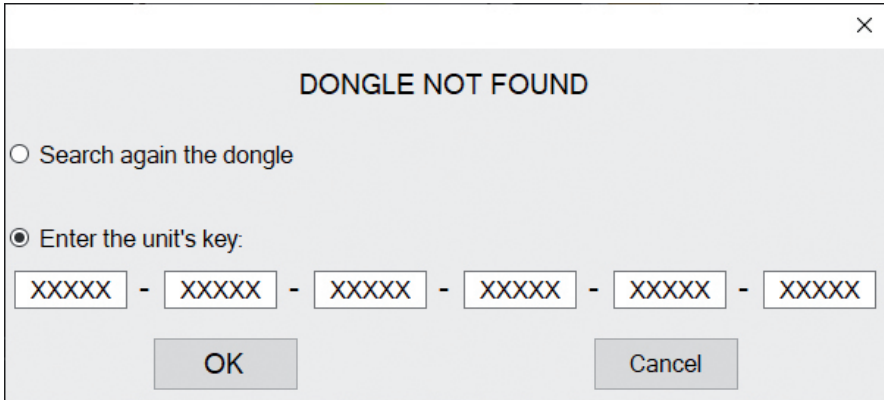 DONGLE NOT FOUND
Search again the dongle
Enter the unit's key:
XXXXX - XXXXX - XXXXX - XXXXX - XXXXX - XXXXX
OK Cancel